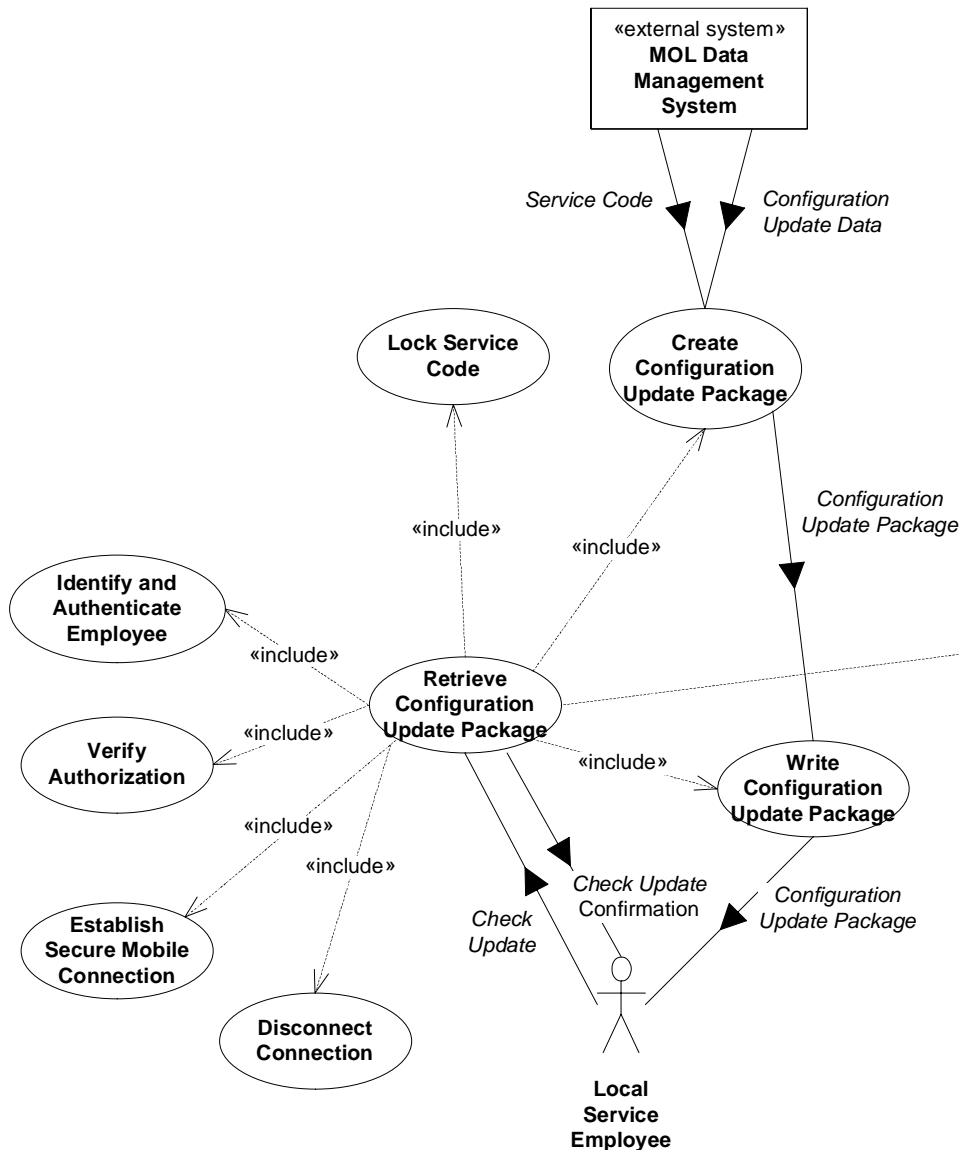 «external system»
MOL Data
Management
System
Service Code
Configuration
Update Data
Lock Service
Code
Create
Configuration
Update Package
Configuration
Update Package
«include»
«include»
Identify and
Authenticate
Employee
«include»
Retrieve
Configuration
Update Package
Verify
Authorization
«include»
«include»
Write
Configuration
Update Package
«include»
«include»
Check Update
Confirmation
Configuration
Update Package
Check
Update
Establish
Secure Mobile
Connection
Disconnect
Connection
Local
Service
Employee